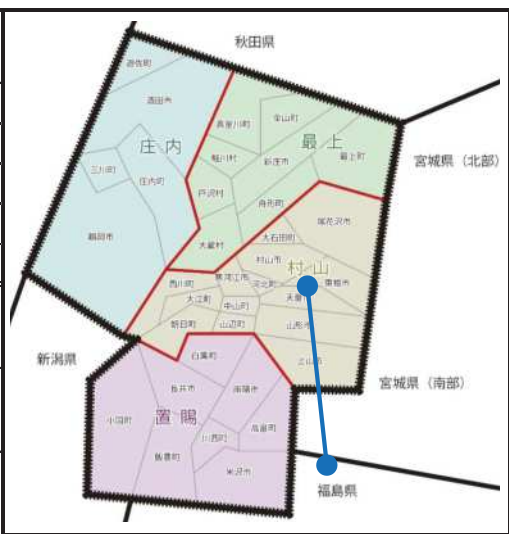 秋田県
遊佐町
酒田市
庄内
三川町
庄内町
鶴岡市
真室川町
金山町
最上
鮭川村
新庄市
最上町
戸沢村
舟形町
大蔵村
宮城県（北部）
尾花沢市
大石田町
村山市
村山
西川町
寒河江市
河北町
東根市
大江町
中山町
天童
朝日町
山辺町
山形市
上山市
新潟県
宮城県（南部）
白鷹町
長井市
南陽市
置賜
小国町
川西町
高畠町
飯豊町
米沢市
福島県